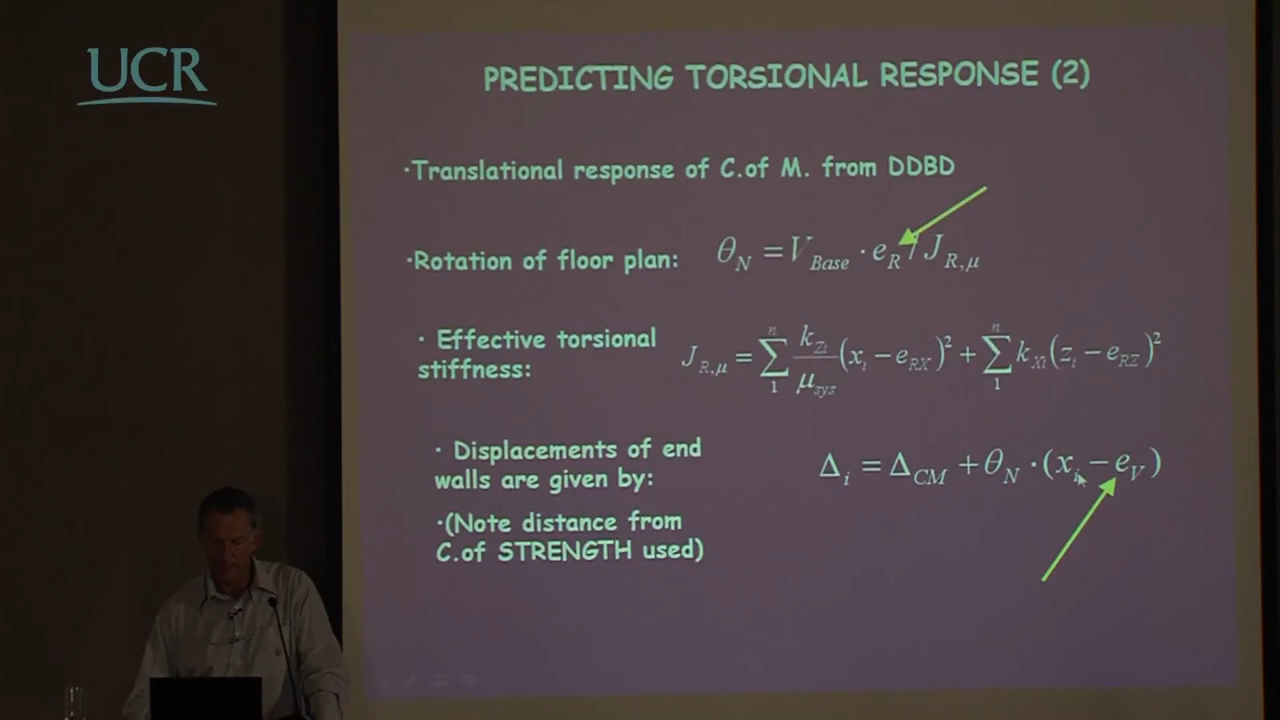 UCR
PREDICTING TORSIONAL RESPONSE (2)
·Translational response of C.of M. from DDBD
·Rotation of floor plan: θ_N = V_Base · e_R / J_R,μ
· Effective torsional
stiffness: J_R,μ = ∑_1^n k_Zi/μ_sys (x_i − e_RX)^2 + ∑_1^n k_Xi (z_i − e_RZ)^2
· Displacements of end
walls are given by: Δ_i = Δ_CM + θ_N · (x_i − e_V)
·(Note distance from
C.of STRENGTH used)